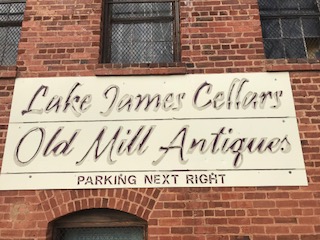 Lake James Cellars
Old Mill Antiques
PARKING NEXT RIGHT